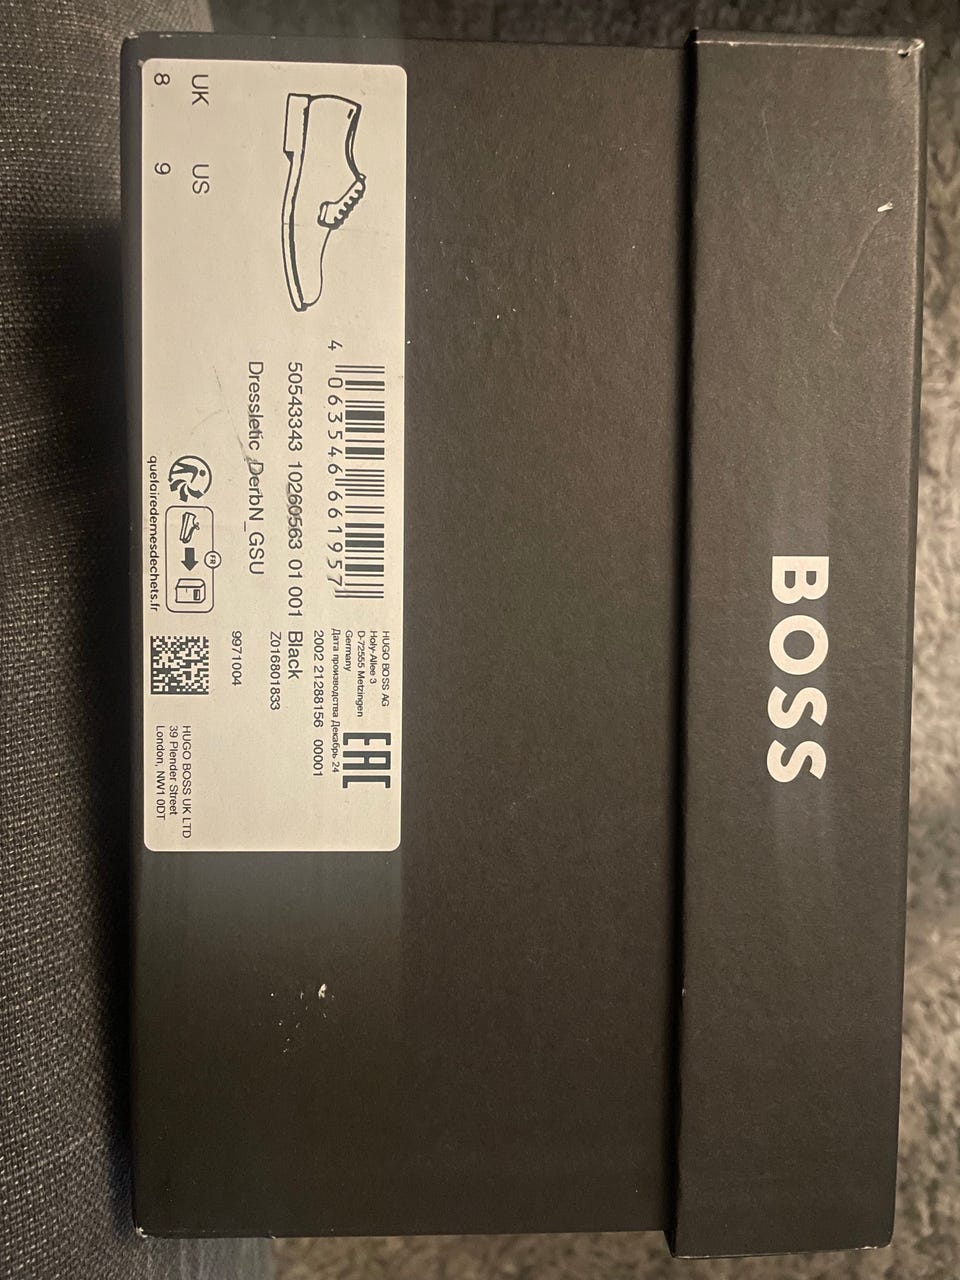 BOSS
UK US
8 9
4 063546 661957
50543343 10260563 01 001 Black
Dressletic_DerbN_GSU
HUGO BOSS AG
Holy-Allee 3
D-72555 Metzingen
Germany
Дата производства Декабрь 24
2002 21288156 00001
Z016801833
9971004
EAC
FR
quefairedemesdechets.fr
HUGO BOSS UK LTD
39 Plender Street
London, NW1 0DT